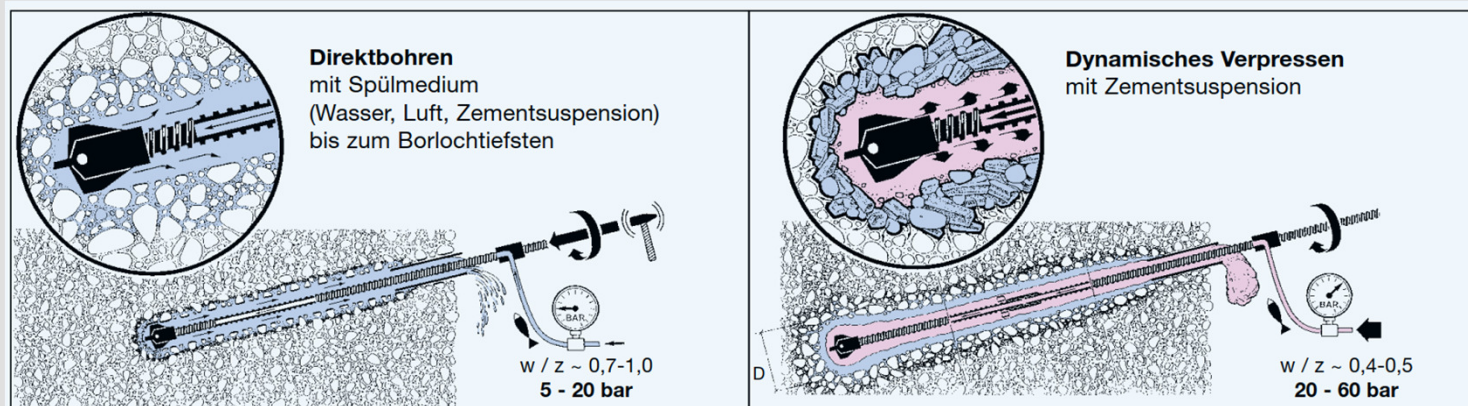 Direktbohren
mit Spülmedium
(Wasser, Luft, Zementsuspension)
bis zum Borlochtiefsten
BAR
w / z ~ 0,7-1,0
5 - 20 bar
Dynamisches Verpressen
mit Zementsuspension
BAR
D
w / z ~ 0,4-0,5
20 - 60 bar